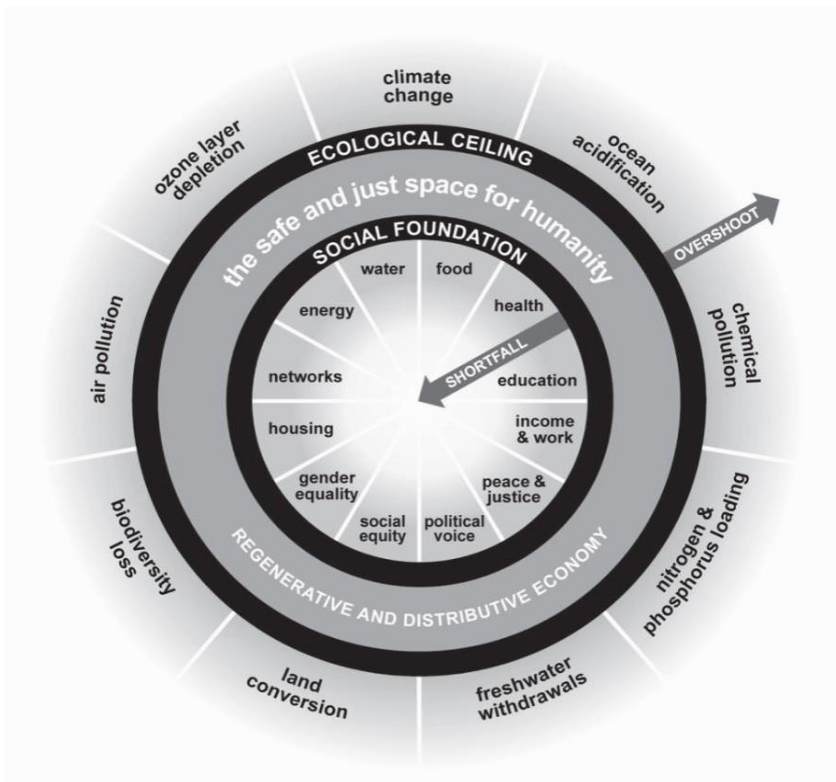 climate
change
ocean
acidification
chemical
pollution
nitrogen &
phosphorus loading
freshwater
withdrawals
land
conversion
biodiversity
loss
air pollution
ozone layer
depletion
ECOLOGICAL CEILING
OVERSHOOT
the safe and just space for humanity
SOCIAL FOUNDATION
water
food
health
SHORTFALL
education
income
& work
peace &
justice
political
voice
social
equity
gender
equality
housing
networks
energy
REGENERATIVE AND DISTRIBUTIVE ECONOMY